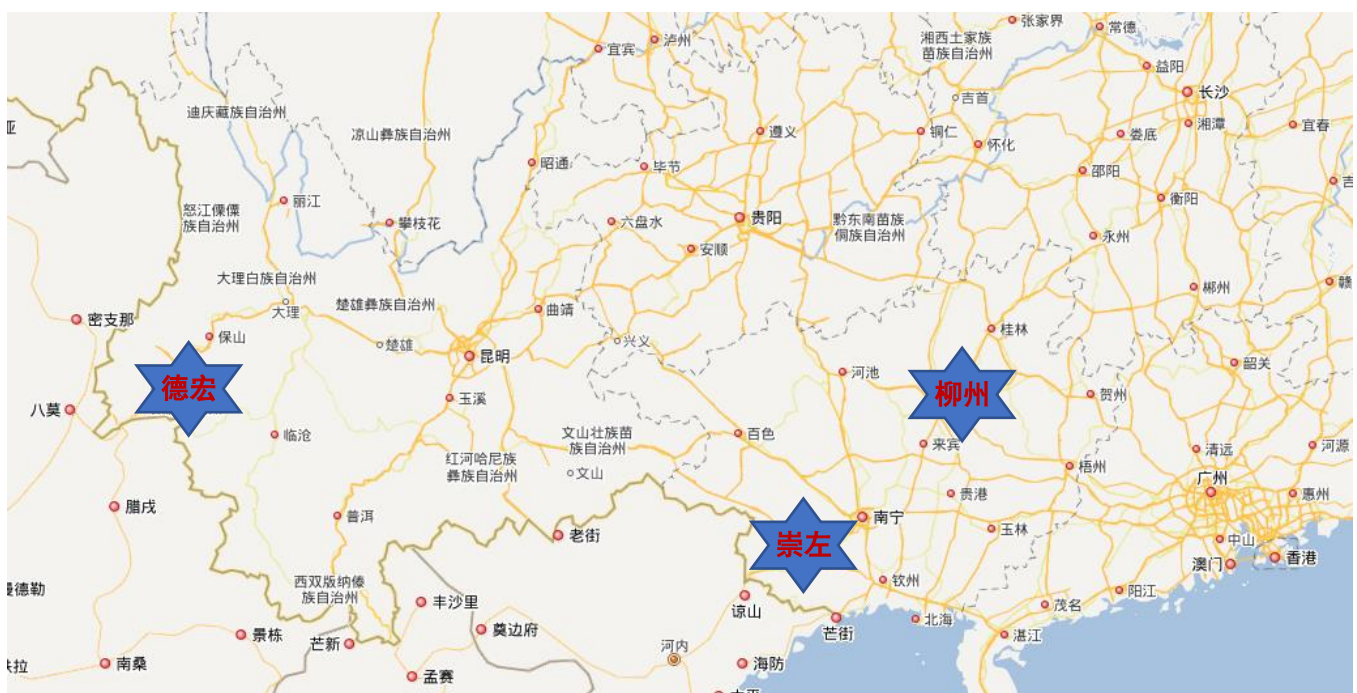 张家界
常德
宜宾
泸州
湘西土家族
苗族自治州
益阳
长沙
吉首
迪庆藏族自治州
凉山彝族自治州
亚
昭通
毕节
遵义
铜仁
怀化
娄底
湘潭
宜春
邵阳
吉
丽江
怒江傈僳
族自治州
攀枝花
六盘水
贵阳
黔东南苗族
侗族自治州
衡阳
永州
安顺
大理白族自治州
大理
楚雄彝族自治州
曲靖
郴州
赣
密支那
保山
楚雄
昆明
兴义
桂林
韶关
德宏
八莫
玉溪
河池
柳州
贺州
临沧
红河哈尼族
彝族自治州
文山壮族苗
族自治州
文山
百色
来宾
梧州
清远
河源
腊戌
普洱
老街
崇左
南宁
贵港
玉林
广州
惠州
中山
澳门
香港
曼德勒
西双版纳傣
族自治州
丰沙里
谅山
钦州
芒街
北海
茂名
阳江
湛江
景栋
芒新
奠边府
河内
海防
南桑
孟赛